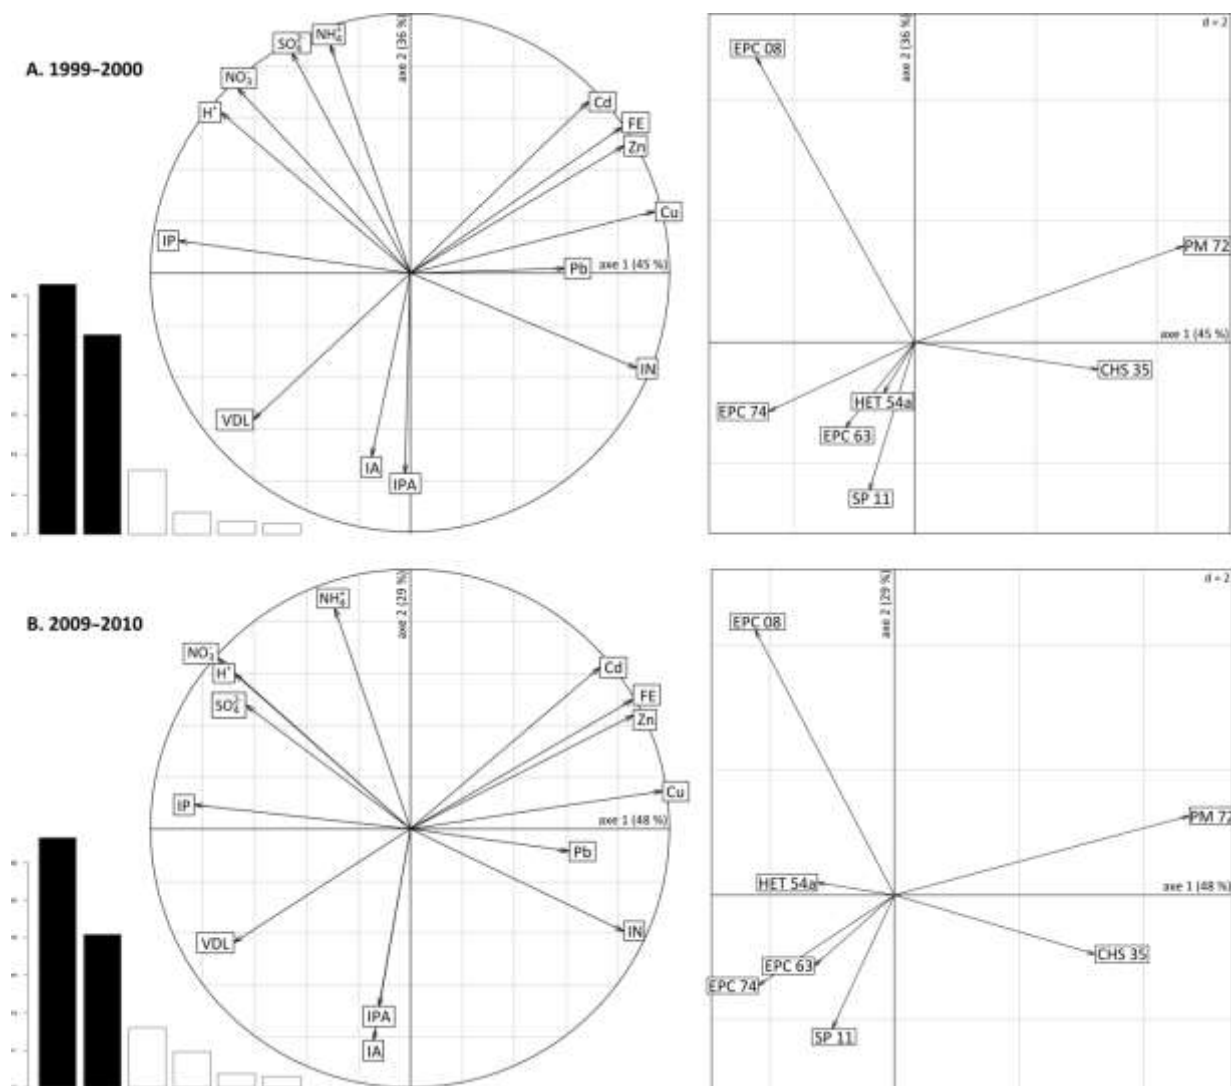 A. 1999–2000
NH₄⁺
SO₄²⁻
NO₃⁻
H⁺
IP
VDL
IA
IPA
Cd
FE
Zn
Cu
Pb
IN
axe 1 (45 %)
axe 2 (36 %)
d = 2
EPC 08
PM 72
axe 1 (45 %)
axe 2 (36 %)
CHS 35
HET 54a
EPC 74
EPC 63
SP 11
B. 2009–2010
NH₄⁺
NO₃⁻
H⁺
SO₄²⁻
IP
VDL
IPA
IA
Cd
FE
Zn
Cu
Pb
IN
axe 1 (48 %)
axe 2 (29 %)
d = 2
EPC 08
PM 72
axe 1 (48 %)
axe 2 (29 %)
HET 54a
CHS 35
EPC 63
EPC 74
SP 11